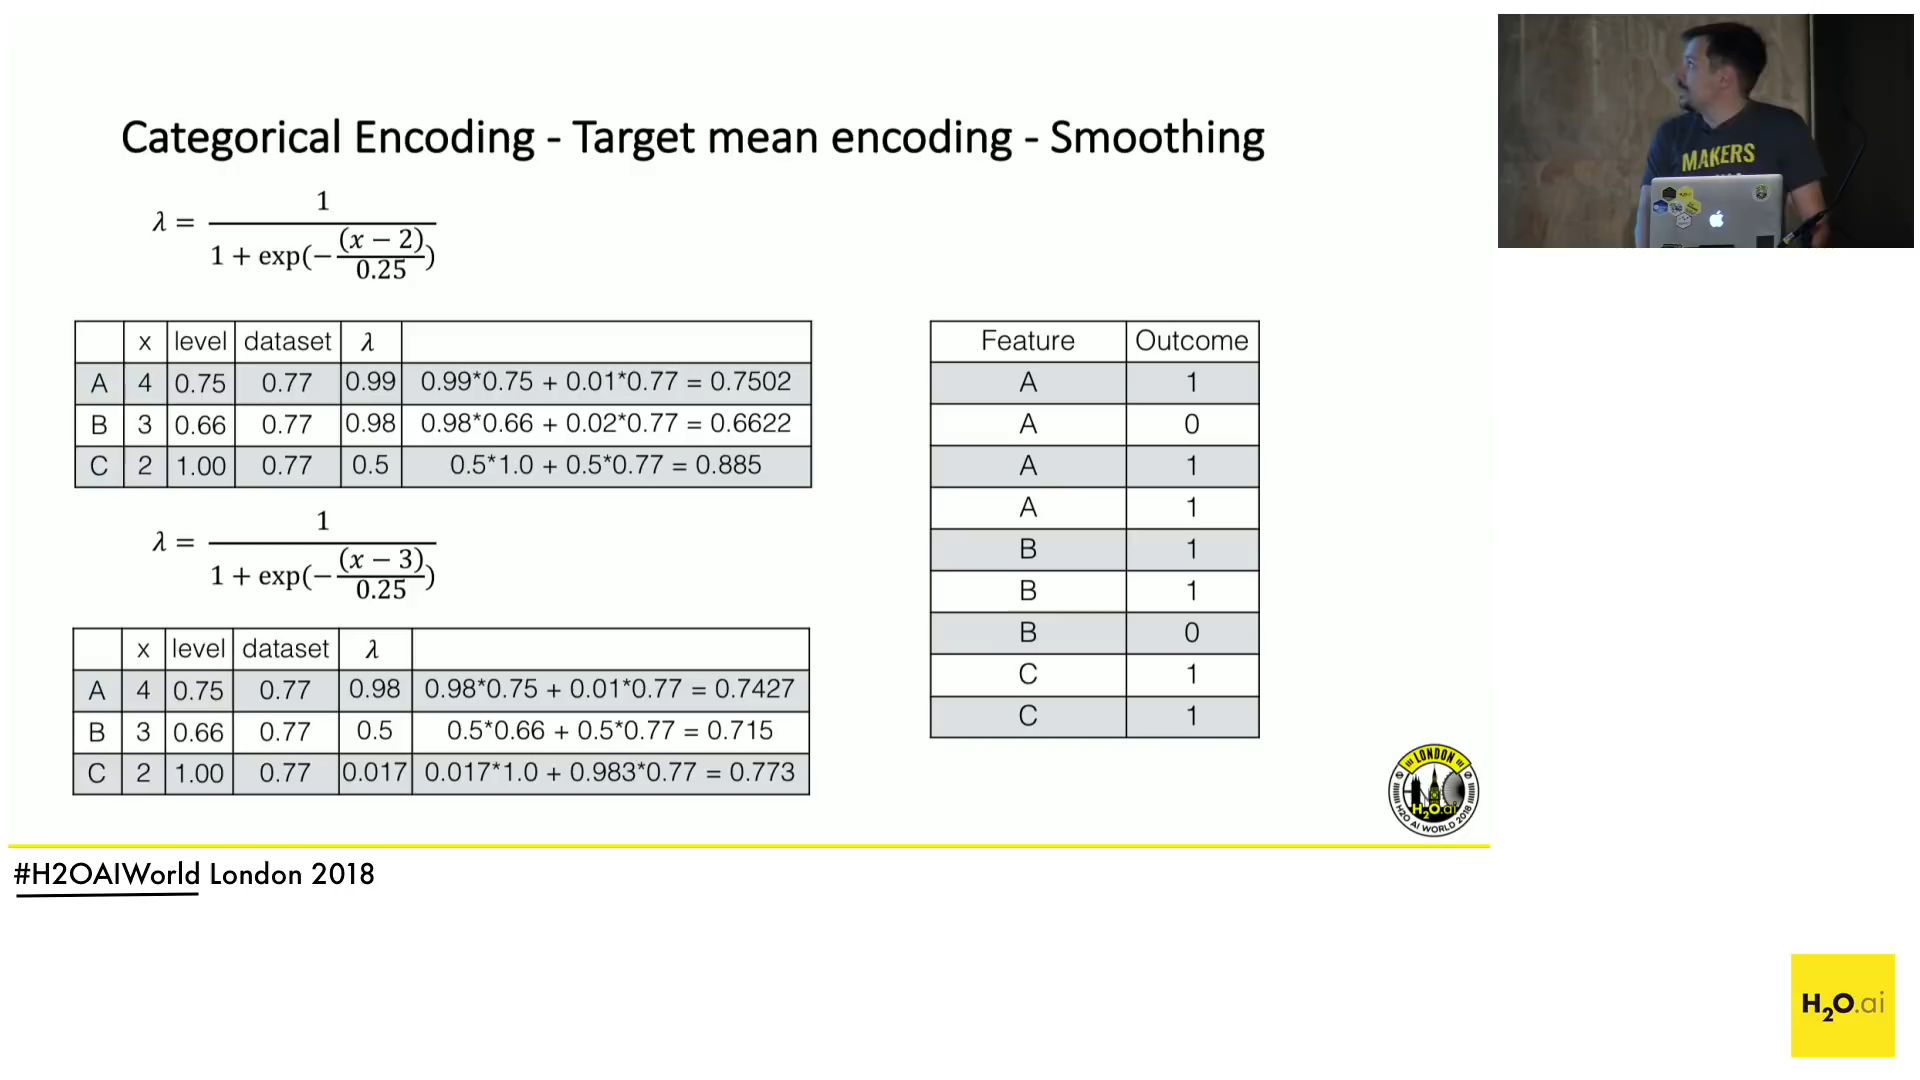 Categorical Encoding - Target mean encoding - Smoothing
λ = 1 / 1 + exp(−(x − 2)/0.25)
x level dataset λ
A 4 0.75 0.77 0.99 0.99*0.75 + 0.01*0.77 = 0.7502
B 3 0.66 0.77 0.98 0.98*0.66 + 0.02*0.77 = 0.6622
C 2 1.00 0.77 0.5 0.5*1.0 + 0.5*0.77 = 0.885
λ = 1 / 1 + exp(−(x − 3)/0.25)
x level dataset λ
A 4 0.75 0.77 0.98 0.98*0.75 + 0.01*0.77 = 0.7427
B 3 0.66 0.77 0.5 0.5*0.66 + 0.5*0.77 = 0.715
C 2 1.00 0.77 0.017 0.017*1.0 + 0.983*0.77 = 0.773
Feature Outcome
A 1
A 0
A 1
A 1
B 1
B 1
B 0
C 1
C 1
LONDON
H2O.ai
H2O AI WORLD 2018
#H2OAIWorld London 2018
MAKERS
H2O.ai